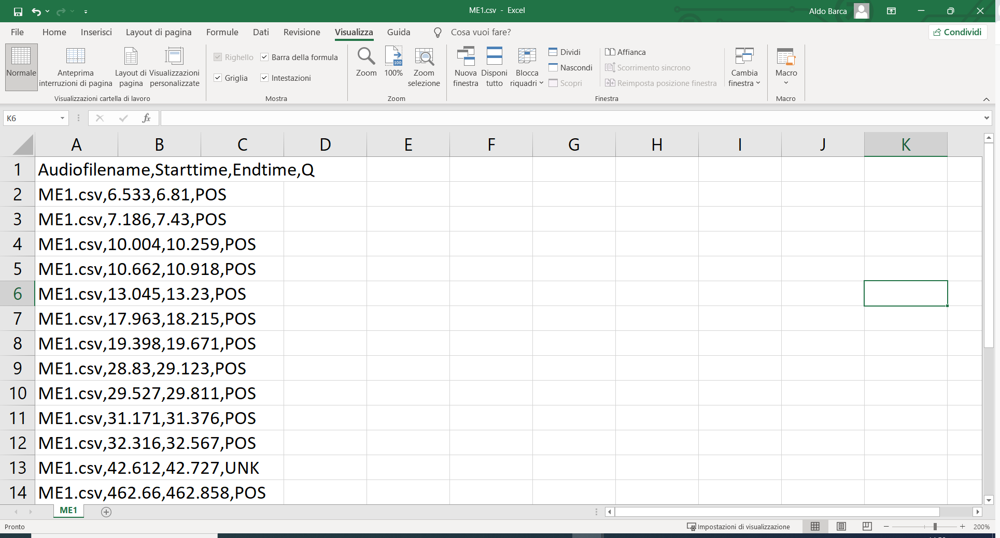 ME1.csv - Excel
Aldo Barca
File Home Inserisci Layout di pagina Formule Dati Revisione Visualizza Guida Cosa vuoi fare? Condividi
Normale
Anteprima interruzioni di pagina
Layout di pagina
Visualizzazioni personalizzate
Visualizzazioni cartella di lavoro
Righello
Barra della formula
Griglia
Intestazioni
Mostra
Zoom
100
100%
Zoom selezione
Zoom
Nuova finestra
Disponi tutto
Blocca riquadri
Dividi
Nascondi
Scopri
Affianca
Scorrimento sincrono
Reimposta posizione finestra
Cambia finestra
Finestra
Macro
Macro
K6
fx
A B C D E F G H I J K
1 Audiofilename,Starttime,Endtime,Q
2 ME1.csv,6.533,6.81,POS
3 ME1.csv,7.186,7.43,POS
4 ME1.csv,10.004,10.259,POS
5 ME1.csv,10.662,10.918,POS
6 ME1.csv,13.045,13.23,POS
7 ME1.csv,17.963,18.215,POS
8 ME1.csv,19.398,19.671,POS
9 ME1.csv,28.83,29.123,POS
10 ME1.csv,29.527,29.811,POS
11 ME1.csv,31.171,31.376,POS
12 ME1.csv,32.316,32.567,POS
13 ME1.csv,42.612,42.727,UNK
14 ME1.csv,462.66,462.858,POS
ME1
Pronto
Impostazioni di visualizzazione
200%